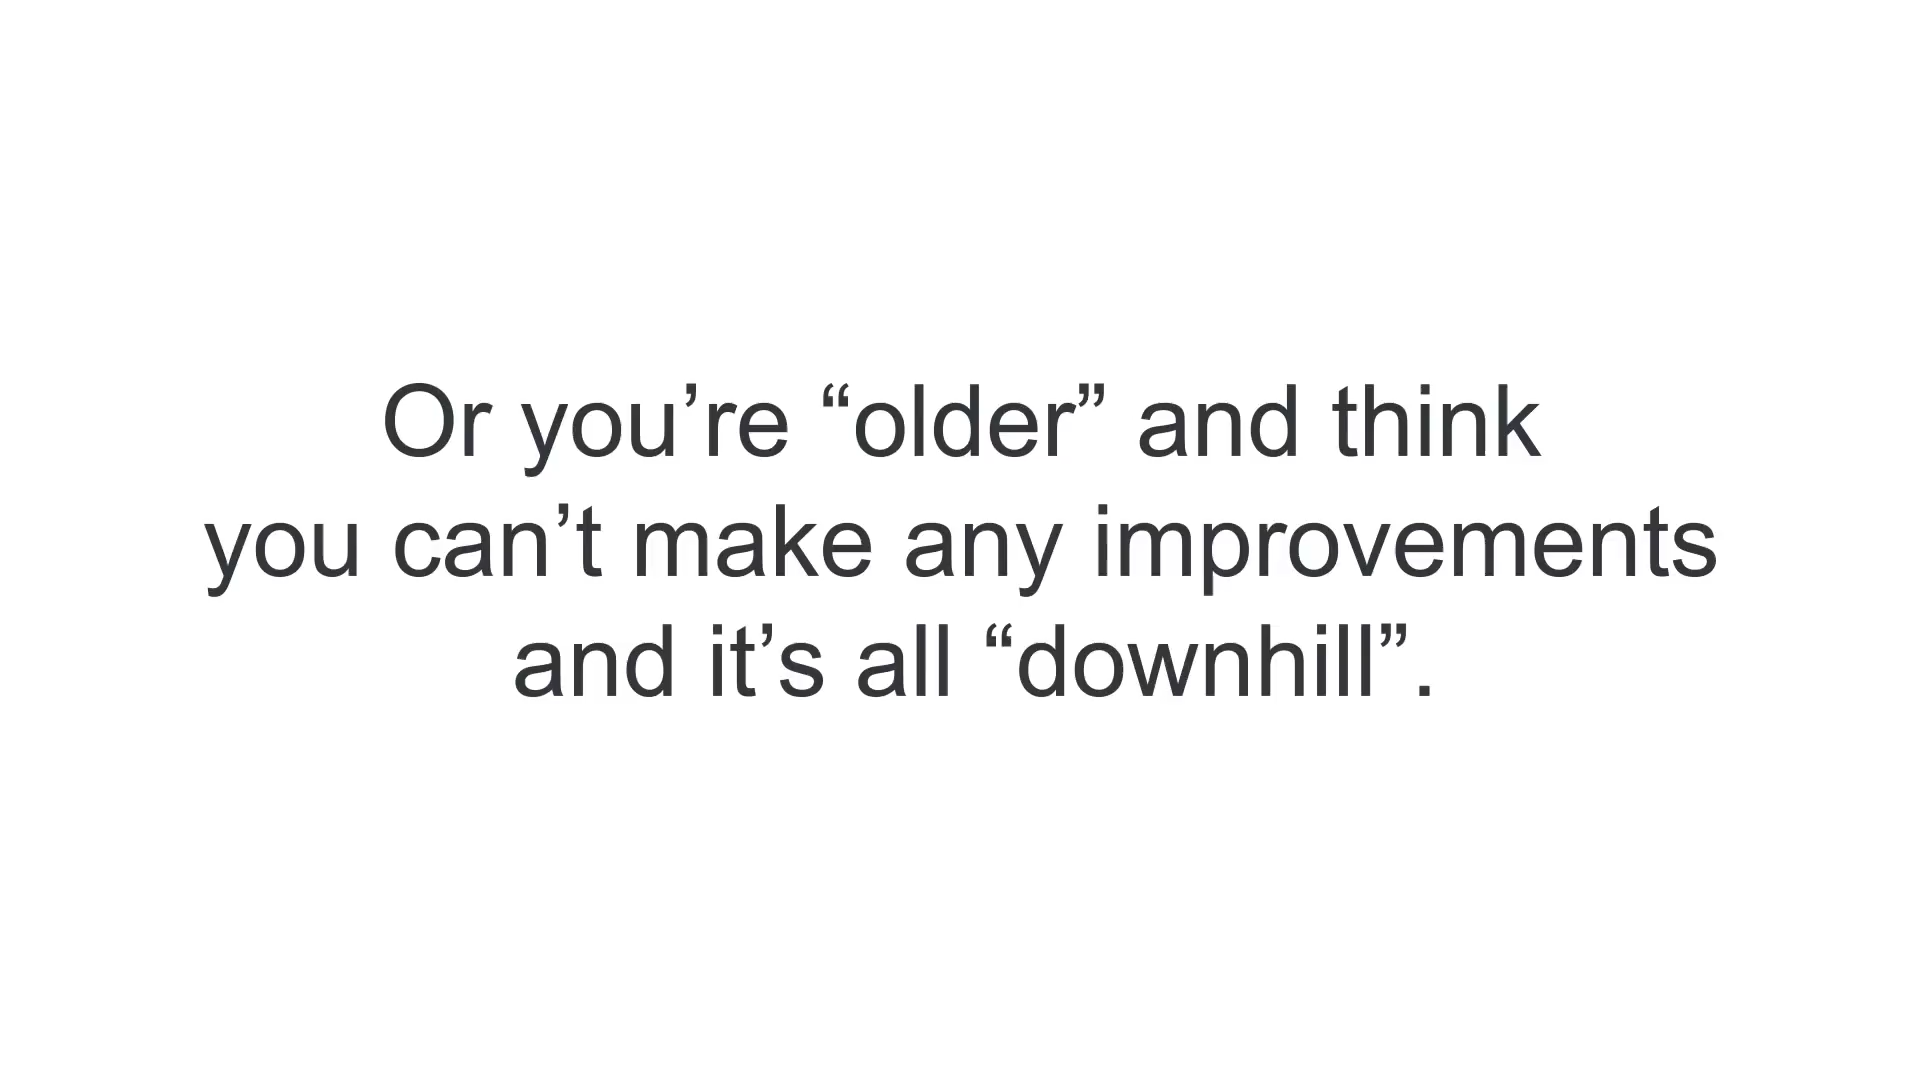 Or you’re “older” and think
you can’t make any improvements
and it’s all “downhill”.